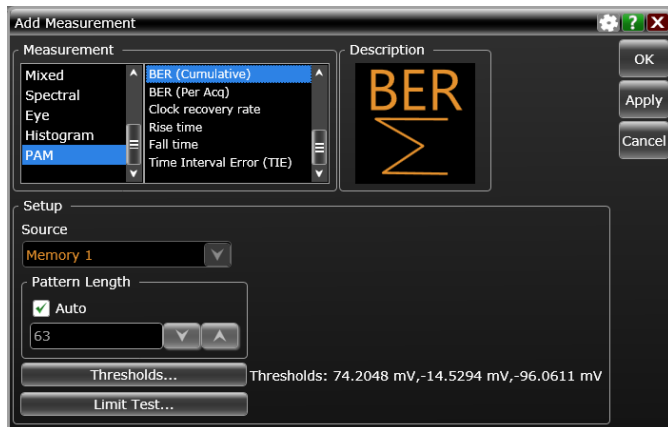 Add Measurement
?
X
Measurement
Description
OK
Mixed
Spectral
Eye
Histogram
PAM
BER (Cumulative)
BER (Per Acq)
Clock recovery rate
Rise time
Fall time
Time Interval Error (TIE)
BER
Σ
Apply
Cancel
Setup
Source
Memory 1
Pattern Length
Auto
63
Thresholds...
Thresholds: 74.2048 mV,-14.5294 mV,-96.0611 mV
Limit Test...